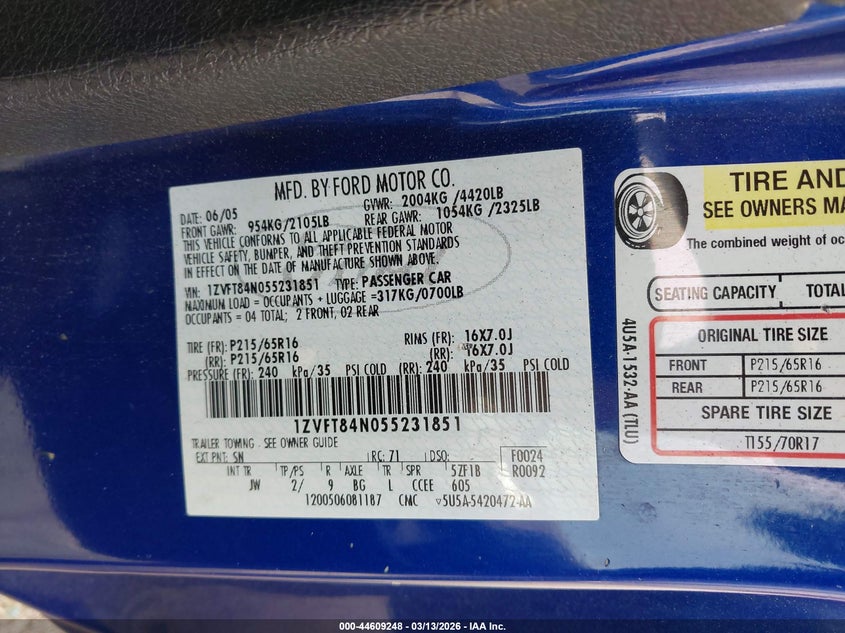 MFD. BY FORD MOTOR CO.
DATE: 06/05 GVWR: 2004KG /4420LB
FRONT GAWR: 954KG/2105LB REAR GAWR: 1054KG /2325LB
THIS VEHICLE CONFORMS TO ALL APPLICABLE FEDERAL MOTOR
VEHICLE SAFETY, BUMPER, AND THEFT PREVENTION STANDARDS
IN EFFECT ON THE DATE OF MANUFACTURE SHOWN ABOVE.
VIN: 1ZVFT84N055231851 TYPE: PASSENGER CAR
MAXIMUM LOAD = OCCUPANTS + LUGGAGE =317KG/0700LB
OCCUPANTS = 04 TOTAL; 2 FRONT, 02 REAR
TIRE (FR): P215/65R16 RINS (FR): 16X7.0J
(RR): P215/65R16 (RR): 16X7.0J
PRESSURE (FR): 240 kPa/35 PSI COLD (RR): 240 kPa/35 PSI COLD
1ZVFT84N055231851
TRAILER TOWING - SEE OWNER GUIDE
EXT PNT: SN RC: 71 DSO: F0024
INT TR TP/PS R AXLE TR SPR 5ZF1B R0092
JW 2/ 9 BG L CCEE 605
1200506081187 CMC ▽5U5A-5420472-AA
TIRE AND
SEE OWNERS MA
The combined weight of oc
SEATING CAPACITY TOTAL
ORIGINAL TIRE SIZE
FRONT P215/65R16
REAR P215/65R16
SPARE TIRE SIZE
T155/70R17
4U5A-1532-AA (TLU)
000-44609248 - 03/13/2026 - IAA Inc.